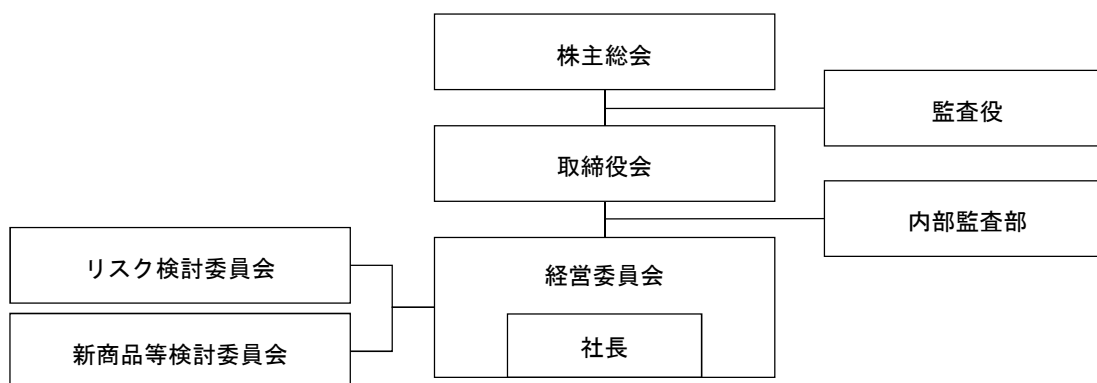 株主総会
監査役
取締役会
内部監査部
リスク検討委員会
経営委員会
新商品等検討委員会
社長